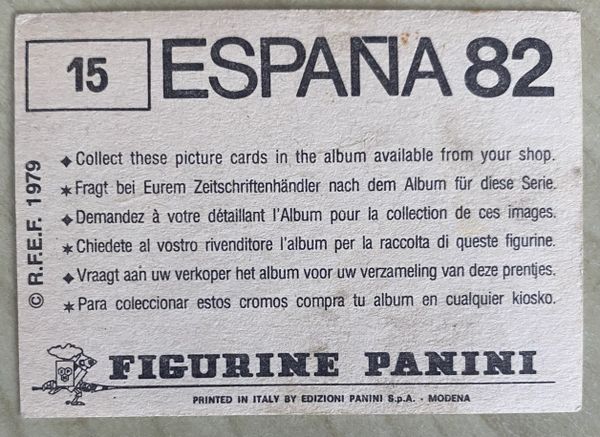 15
ESPAÑA 82
© R.F.E.F. 1979
◆Collect these picture cards in the album available from your shop.
✶Fragt bei Eurem Zeitschriftenhändler nach dem Album für diese Serie.
◆Demandez à votre détaillant l'Album pour la collection de ces images.
✶Chiedete al vostro rivenditore l'album per la raccolta di queste figurine.
◆Vraagt aan uw verkoper het album voor uw verzameling van deze prentjes.
✶Para coleccionar estos cromos compra tu album en cualquier kiosko.
FIGURINE PANINI
PRINTED IN ITALY BY EDIZIONI PANINI S.p.A. - MODENA